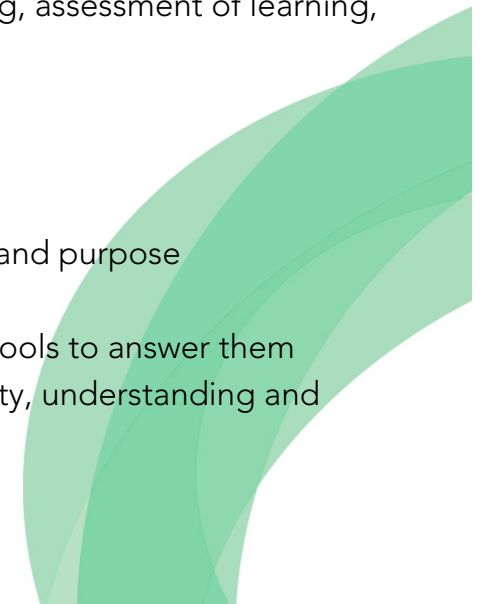 g, assessment of learning,
and purpose
ools to answer them
ty, understanding and